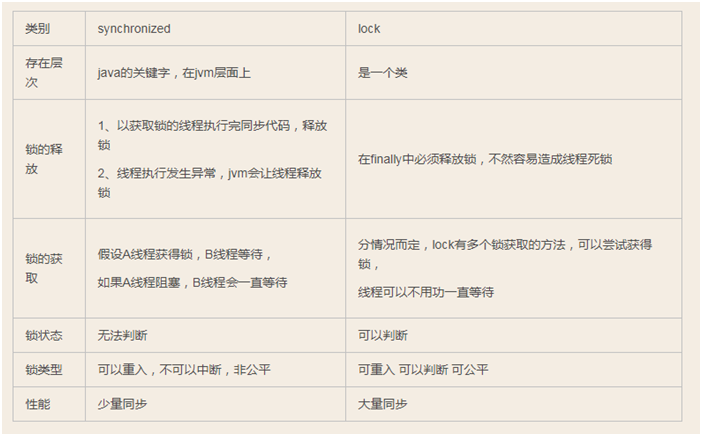 类别 synchronized lock
存在层
次
java的关键字，在jvm层面上 是一个类
锁的释
放
1、以获取锁的线程执行完同步代码，释放
锁
2、线程执行发生异常，jvm会让线程释放
锁
在finally中必须释放锁，不然容易造成线程死锁
锁的获
取
假设A线程获得锁，B线程等待，
如果A线程阻塞，B线程会一直等待
分情况而定，lock有多个锁获取的方法，可以尝试获得
锁，
线程可以不用功一直等待
锁状态 无法判断 可以判断
锁类型 可以重入，不可以中断，非公平 可重入 可以判断 可公平
性能 少量同步 大量同步